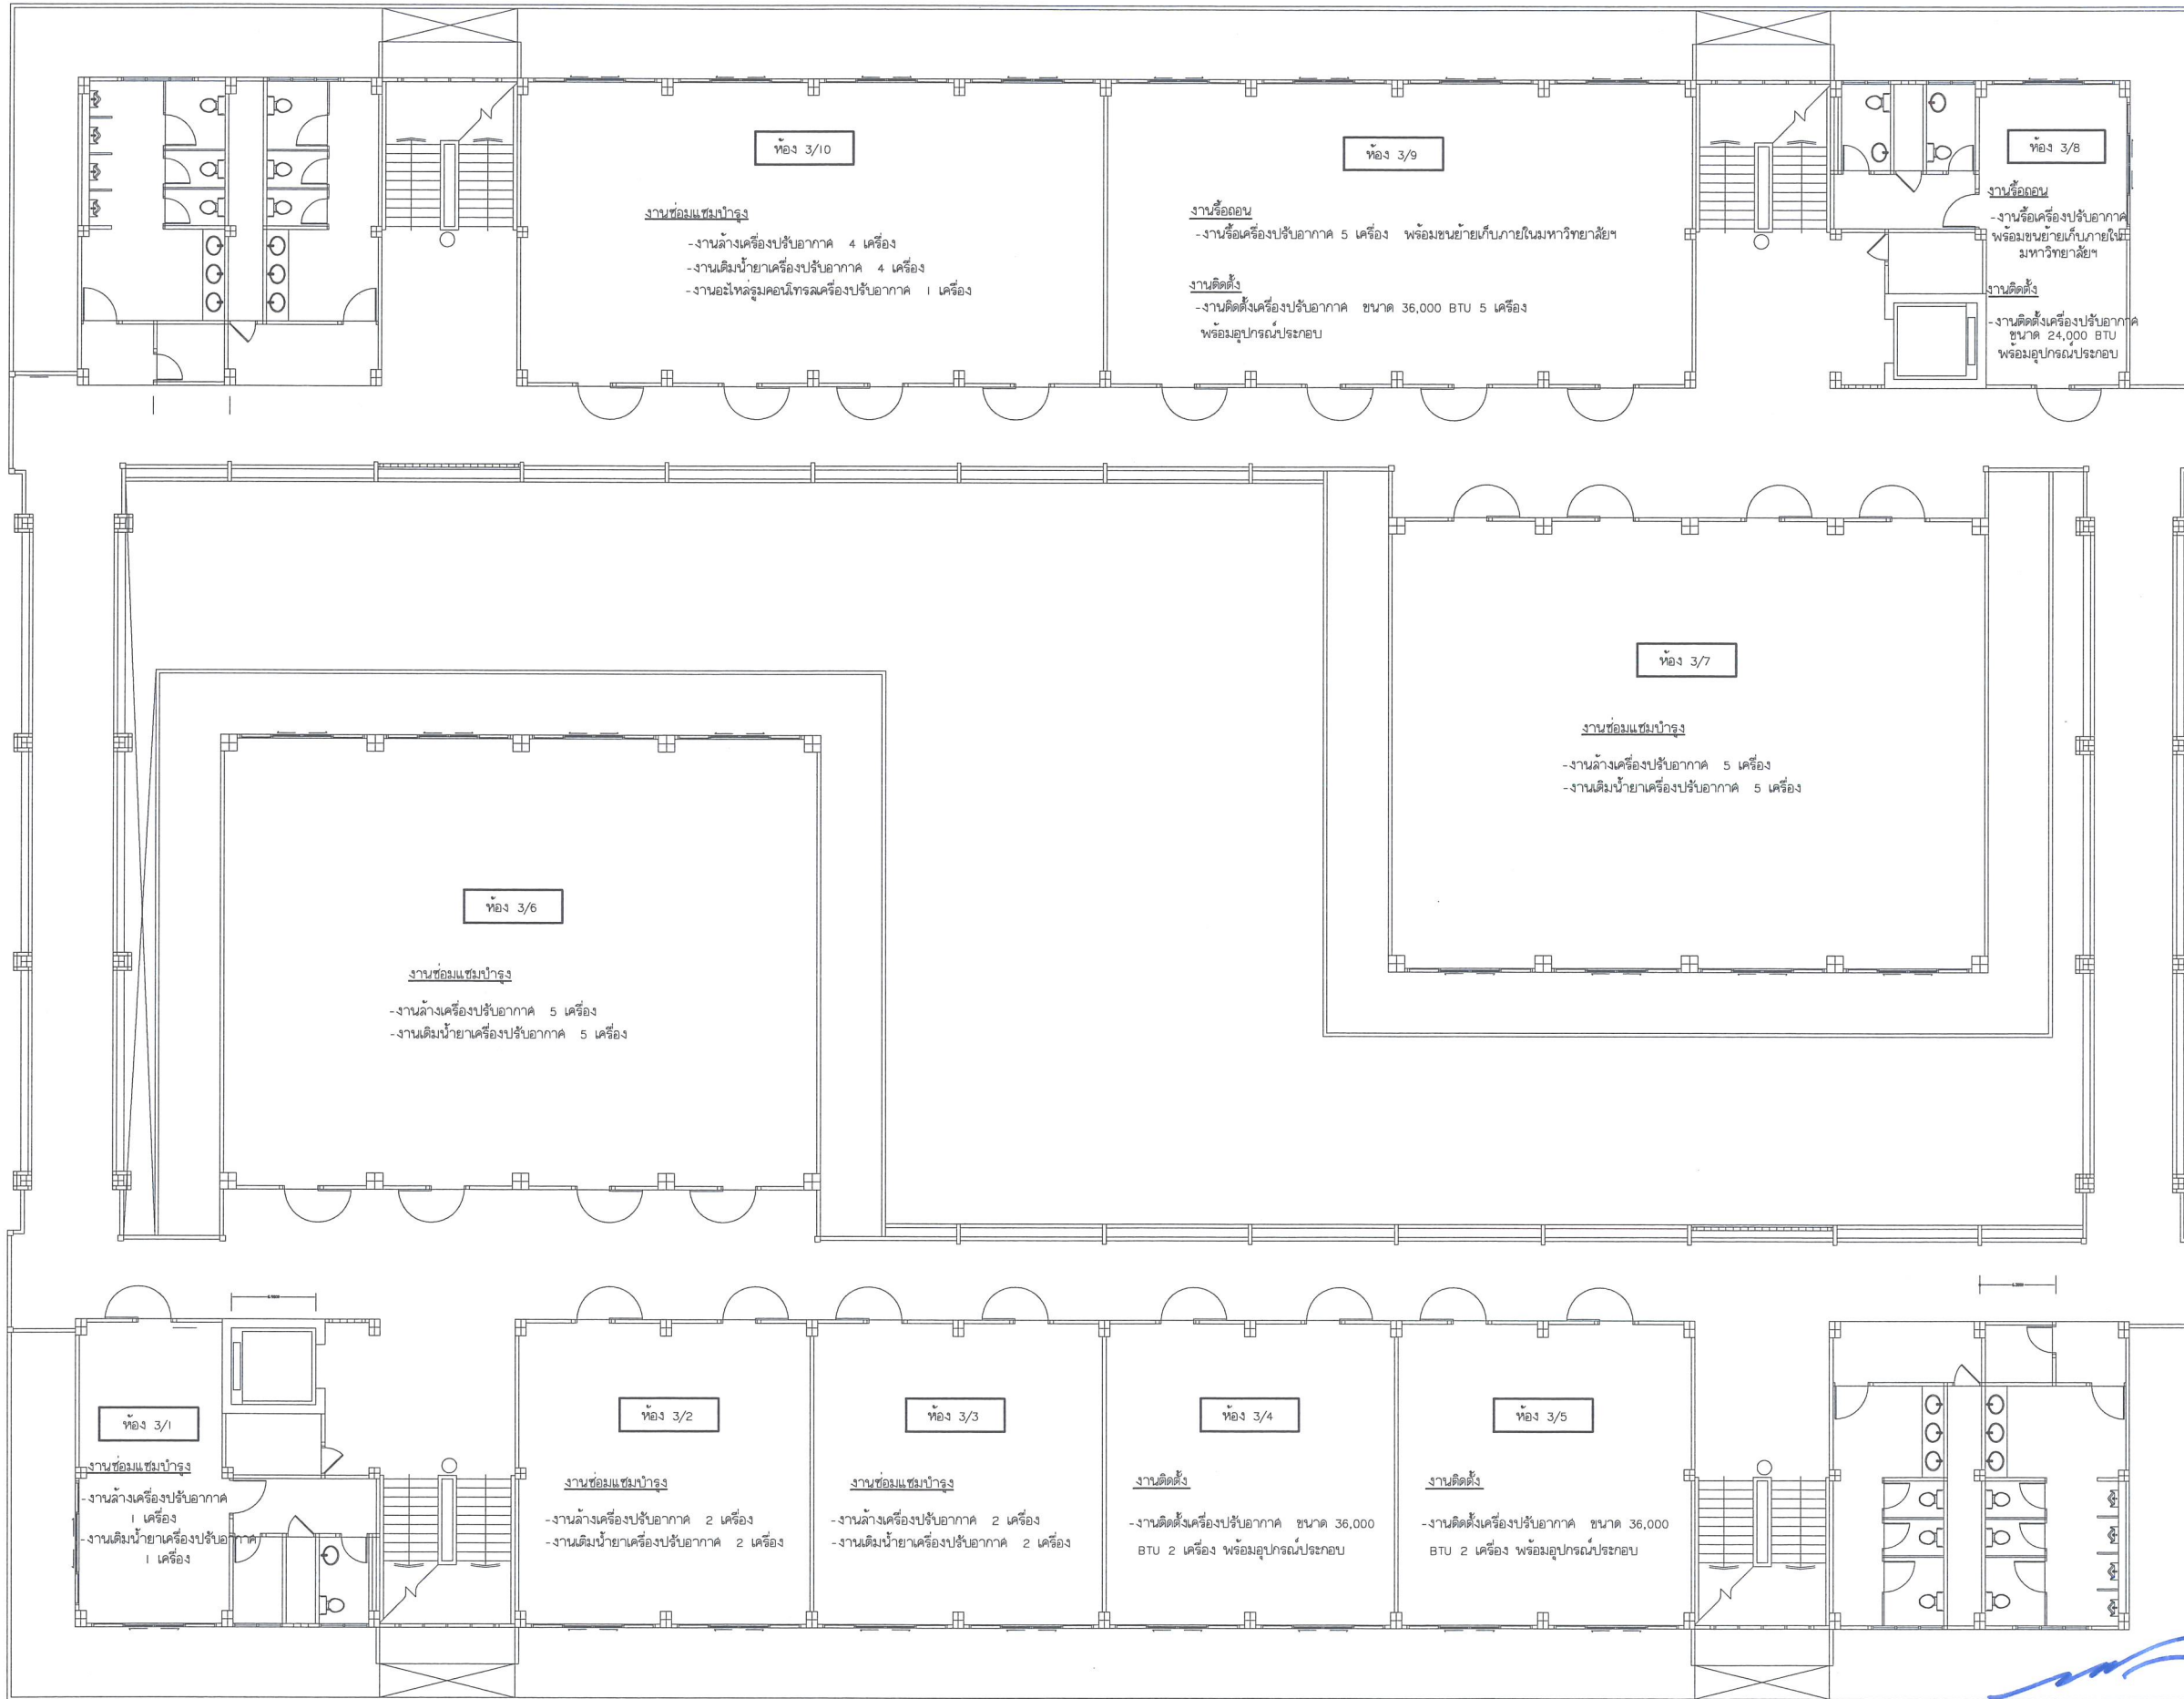 ห้อง 3/10
งานซ่อมแซมบำรุง
-งานล้างเครื่องปรับอากาศ 4 เครื่อง
-งานเติมน้ำยาเครื่องปรับอากาศ 4 เครื่อง
-งานอะไหล่รูมคอนโทรลเครื่องปรับอากาศ 1 เครื่อง
ห้อง 3/9
งานรื้อถอน
-งานรื้อเครื่องปรับอากาศ 5 เครื่อง พร้อมขนย้ายเก็บภายในมหาวิทยาลัยฯ
งานติดตั้ง
-งานติดตั้งเครื่องปรับอากาศ ขนาด 36,000 BTU 5 เครื่อง
พร้อมอุปกรณ์ประกอบ
ห้อง 3/8
งานรื้อถอน
-งานรื้อเครื่องปรับอากาศ
พร้อมขนย้ายเก็บภายใน
มหาวิทยาลัยฯ
งานติดตั้ง
-งานติดตั้งเครื่องปรับอากาศ
ขนาด 24,000 BTU
พร้อมอุปกรณ์ประกอบ
ห้อง 3/7
งานซ่อมแซมบำรุง
-งานล้างเครื่องปรับอากาศ 5 เครื่อง
-งานเติมน้ำยาเครื่องปรับอากาศ 5 เครื่อง
ห้อง 3/6
งานซ่อมแซมบำรุง
-งานล้างเครื่องปรับอากาศ 5 เครื่อง
-งานเติมน้ำยาเครื่องปรับอากาศ 5 เครื่อง
ห้อง 3/1
งานซ่อมแซมบำรุง
-งานล้างเครื่องปรับอากาศ
1 เครื่อง
-งานเติมน้ำยาเครื่องปรับอากาศ
1 เครื่อง
ห้อง 3/2
งานซ่อมแซมบำรุง
-งานล้างเครื่องปรับอากาศ 2 เครื่อง
-งานเติมน้ำยาเครื่องปรับอากาศ 2 เครื่อง
ห้อง 3/3
งานซ่อมแซมบำรุง
-งานล้างเครื่องปรับอากาศ 2 เครื่อง
-งานเติมน้ำยาเครื่องปรับอากาศ 2 เครื่อง
ห้อง 3/4
งานติดตั้ง
-งานติดตั้งเครื่องปรับอากาศ ขนาด 36,000
BTU 2 เครื่อง พร้อมอุปกรณ์ประกอบ
ห้อง 3/5
งานติดตั้ง
-งานติดตั้งเครื่องปรับอากาศ ขนาด 36,000
BTU 2 เครื่อง พร้อมอุปกรณ์ประกอบ